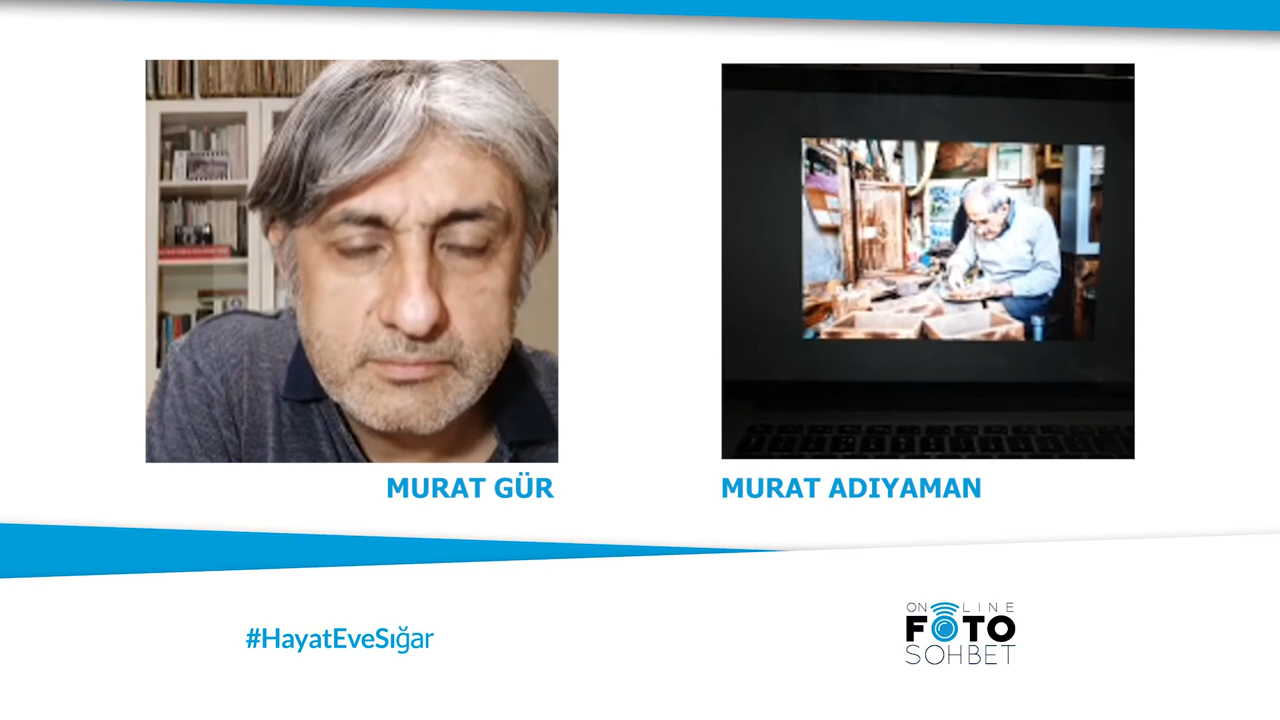 MURAT GÜR
MURAT ADIYAMAN
#HayatEveSığar
ONLINE
FOTO
SOHBET